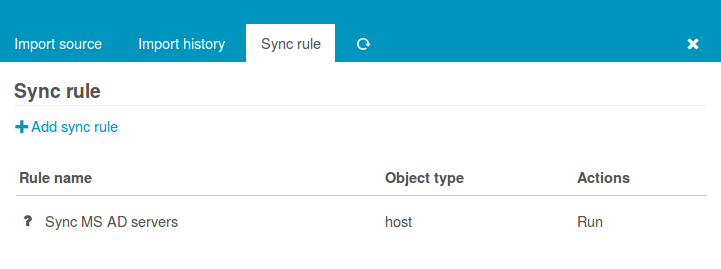 Import source Import history Sync rule
Sync rule
Add sync rule
Rule name Object type Actions
? Sync MS AD servers host Run